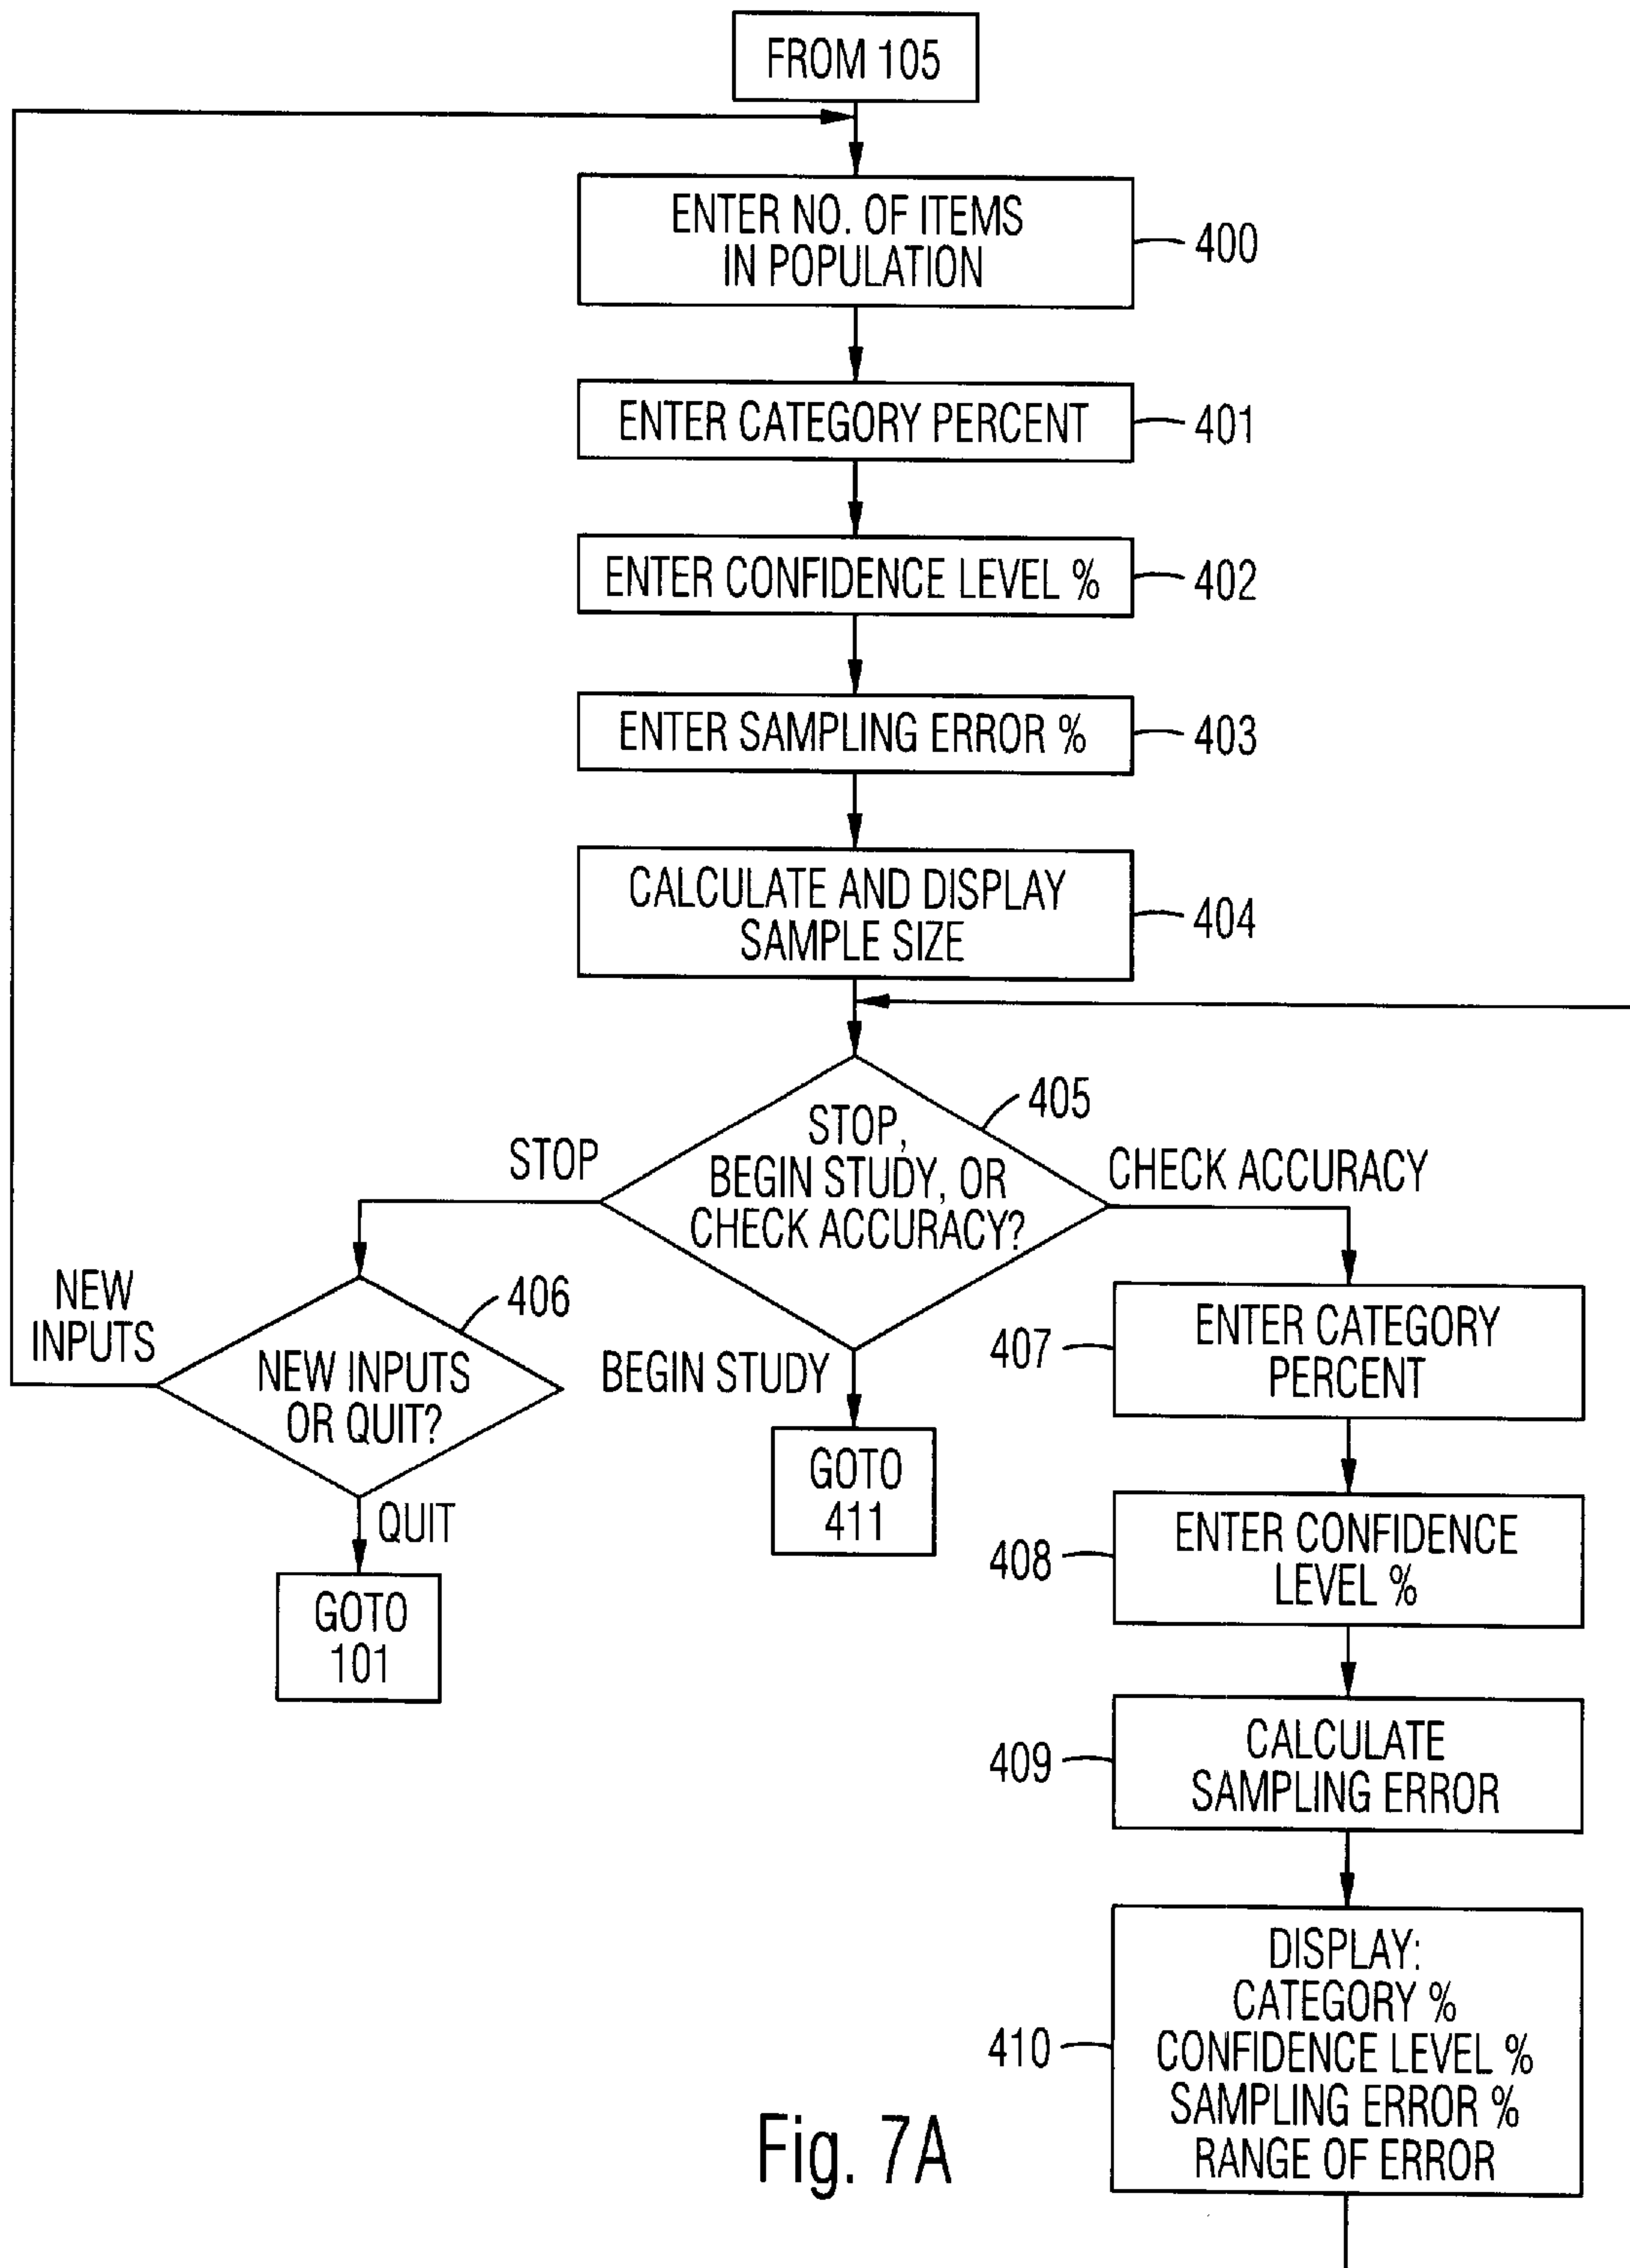 FROM 105
ENTER NO. OF ITEMS
IN POPULATION
400
ENTER CATEGORY PERCENT
401
ENTER CONFIDENCE LEVEL %
402
ENTER SAMPLING ERROR %
403
CALCULATE AND DISPLAY
SAMPLE SIZE
404
STOP,
BEGIN STUDY, OR
CHECK ACCURACY?
405
STOP
CHECK ACCURACY
BEGIN STUDY
NEW
INPUTS
NEW INPUTS
OR QUIT?
406
QUIT
GOTO
101
GOTO
411
ENTER CATEGORY
PERCENT
407
ENTER CONFIDENCE
LEVEL %
408
CALCULATE
SAMPLING ERROR
409
DISPLAY:
CATEGORY %
CONFIDENCE LEVEL %
SAMPLING ERROR %
RANGE OF ERROR
410
Fig. 7A